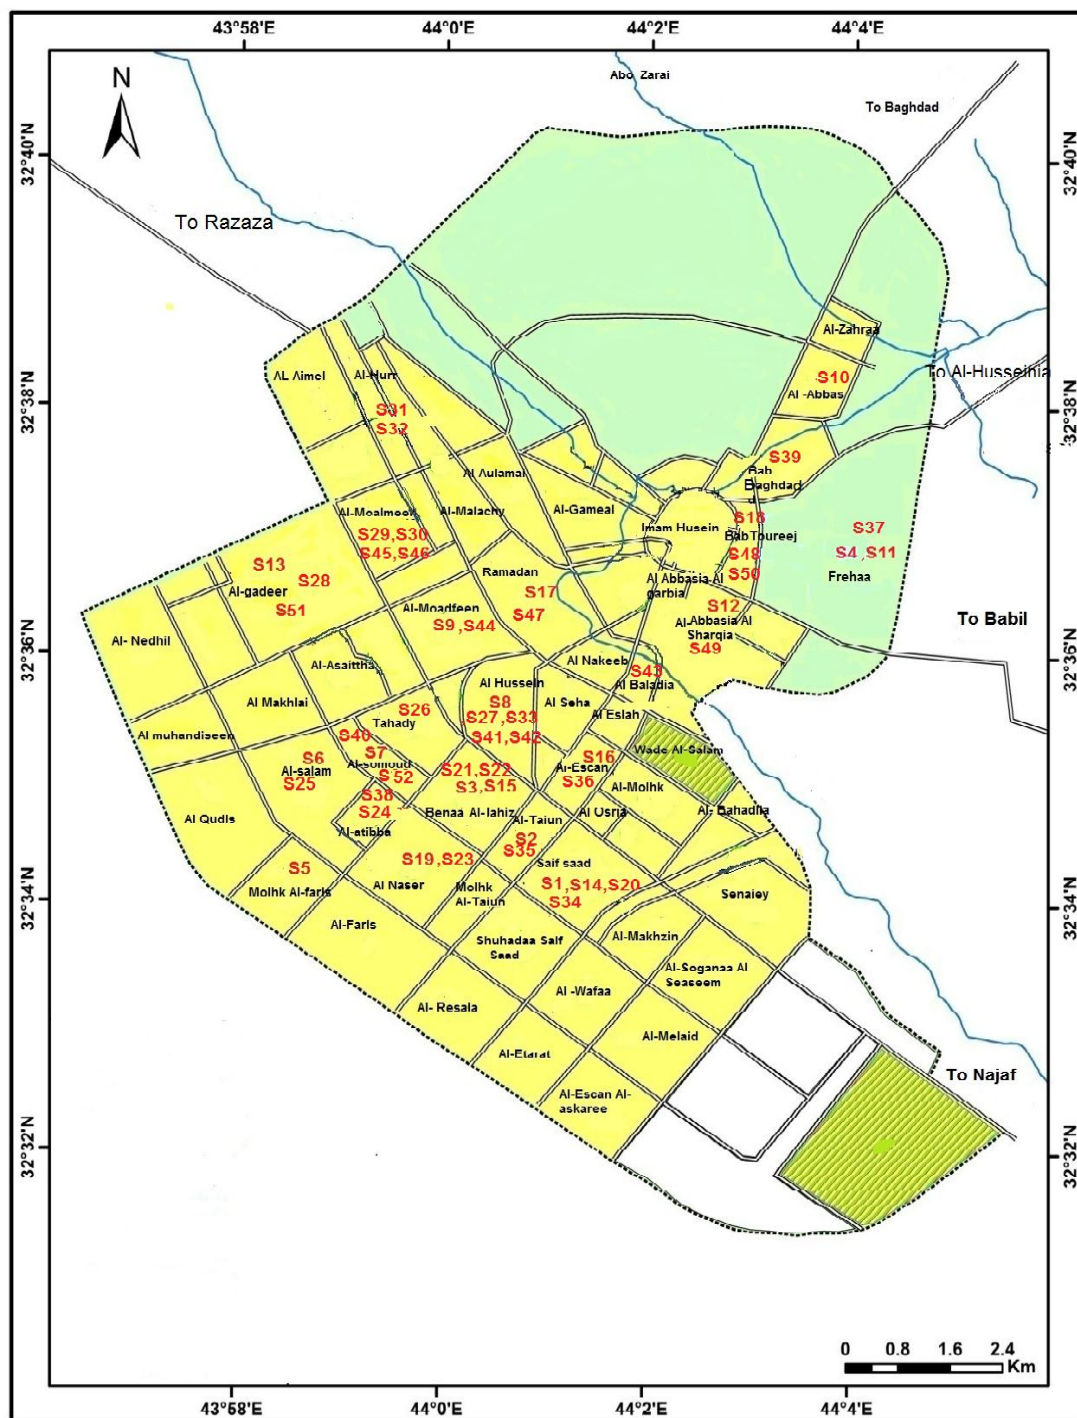 43°58'E 44°0'E 44°2'E 44°4'E
N
Abo Zarai
To Baghdad
32°40'N
32°40'N
To Razaza
Al-Zahraa
To Al-Husseinia
AL Aimel
Al-Hurr
S10
Al -Abbas
32°38'N
32°38'N
S31
S32
S39
Bab
Baghdad
Al Aulamal
Al-Moalmeen
Al-Malachy
Al-Gameal
Imam Husein
S18
Bab Toureej
S37
S29,S30
S45,S46
S48
S4,S11
S13
S28
Ramadan
S50
Frehaa
Al-gadeer
Al Abbasia Al
garbia
S51
S17
S47
S12
Al-Moadfeen
S9,S44
Al-Abbasia Al
Sharqia
S49
To Babil
Al- Nedhil
32°36'N
32°36'N
Al-Asaittha
Al Nakeeb
S43
Al Baladia
Al Hussein
Al Makhlai
S8
Al Seha
S26
Tahady
S27,S33
Al Eslah
Al muhandiseen
S40
S41,S42
S7
S16
Wade Al-Salam
S6
Al-somoud
Al-salam
S52
S21,S22
Al-Escan
S25
S3,S15
S36
Al-Molhk
S38
S24
Benaa Al-Jahiz
Al Usria
Al- Bahadlia
Al Qudis
Al-Taiun
Al-atibba
S2
S35
S19,S23
Saif saad
S5
Al Naser
Molhk
Al-Taiun
S1,S14,S20
S34
Molhk Al-faris
Senaiey
32°34'N
32°34'N
Al-Faris
Shuhadaa Saif
Saad
Al-Makhzin
Al-Soganaa Al
Seaseem
Al -Wafaa
Al- Resala
Al-Melaid
Al-Etarat
To Najaf
Al-Escan Al-
askaree
32°32'N
32°32'N
0 0.8 1.6 2.4
Km
43°58'E 44°0'E 44°2'E 44°4'E